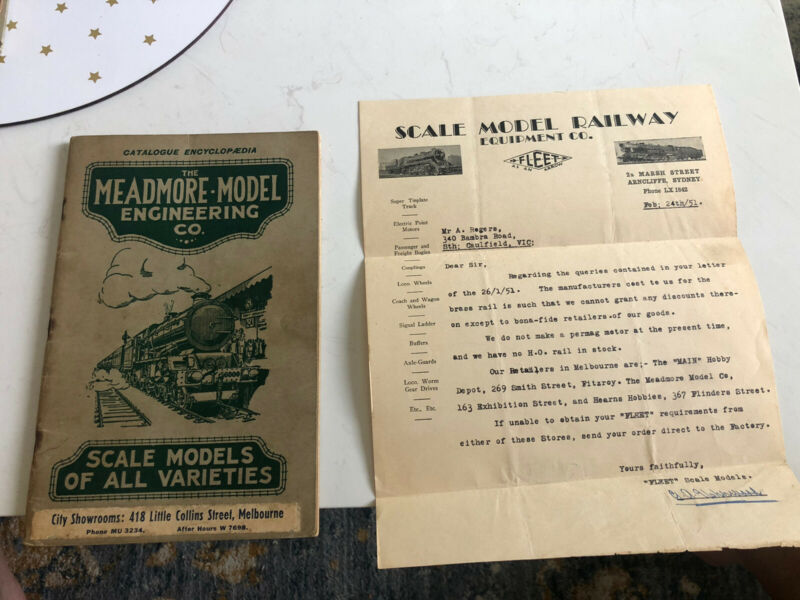 CATALOGUE ENCYCLOPÆDIA
THE
MEADMORE-MODEL
ENGINEERING
CO.
SCALE MODELS
OF ALL VARIETIES
City Showrooms: 418 Little Collins Street, Melbourne
Phone MU 3234. After Hours W 7698.
SCALE MODEL RAILWAY
EQUIPMENT CO.
FLEET
2a MARSH STREET
ARNCLIFFE, SYDNEY
Phone LX 1842
Feb: 24th/51.
Super Tinplate
Track
Electric Point
Motors
Passenger and
Freight Bogies
Couplings
Loco Wheels
Coach and Wagon
Wheels
Signal Ladder
Buffers
Axle-Guards
Loco. Worm
Gear Drives
Etc., Etc.
Mr A. Rogers,
340 Bambra Road,
Sth: Caulfield, VIC:
Dear Sir,
Regarding the queries contained in your letter
of the 26/1/51. The manufacturers cost to us for the
brass rail is such that we cannot grant any discounts there-
on except to bona-fide retailers.of our goods.
We do not make a permag motor at the present time,
and we have no H.O. rail in stock.
Our Retailers in Melbourne are;- The "MAIN" Hobby
Depot, 269 Smith Street, Fitzroy. The Meadmore Model Co,
163 Exhibition Street, and Hearns Hobbies, 367 Flinders Street.
If unable to obtain your "FLEET" requirements from
either of these Stores, send your order direct to the Factory.
Yours faithfully,
"FLEET" Scale Models.